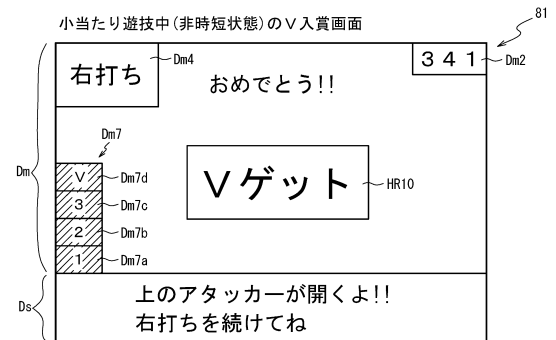 小当たり遊技中(非時短状態)のV入賞画面
81
右打ち
Dm4
341
Dm2
おめでとう!!
Dm7
Dm
Vゲット
HR10
V
Dm7d
3
Dm7c
2
Dm7b
1
Dm7a
Ds
上のアタッカーが開くよ!!
右打ちを続けてね